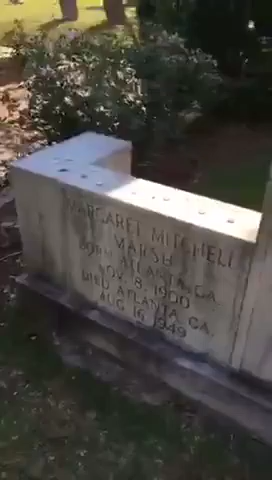 MARGARET MITCHELL
MARSH
BORN ATLANTA, GA.
NOV. 8, 1900
DIED ATLANTA, GA.
AUG. 16, 1949